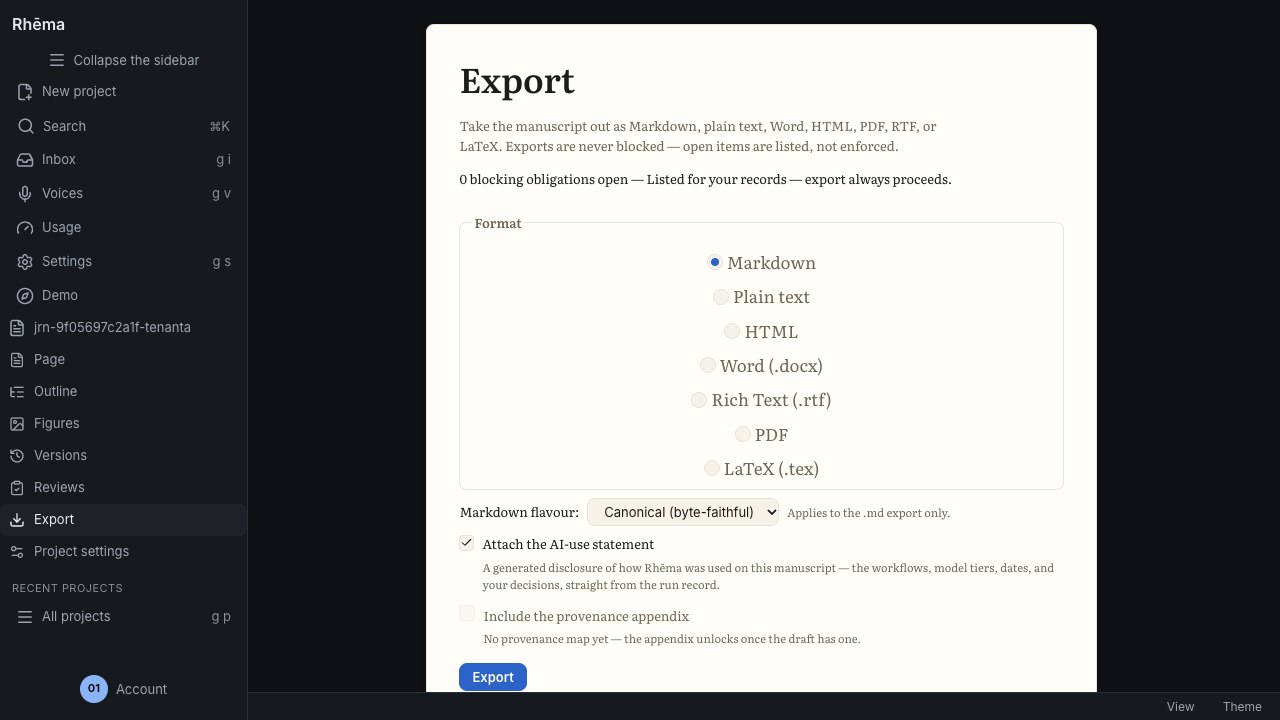 Rhēma
Collapse the sidebar
New project
Search ⌘K
Inbox g i
Voices g v
Usage
Settings g s
Demo
jrn-9f05697c2a1f-tenanta
Page
Outline
Figures
Versions
Reviews
Export
Project settings
RECENT PROJECTS
All projects g p
01 Account
Export
Take the manuscript out as Markdown, plain text, Word, HTML, PDF, RTF, or
LaTeX. Exports are never blocked — open items are listed, not enforced.
0 blocking obligations open — Listed for your records — export always proceeds.
Format
Markdown
Plain text
HTML
Word (.docx)
Rich Text (.rtf)
PDF
LaTeX (.tex)
Markdown flavour: Canonical (byte-faithful) Applies to the .md export only.
Attach the AI-use statement
A generated disclosure of how Rhēma was used on this manuscript — the workflows, model tiers, dates, and
your decisions, straight from the run record.
Include the provenance appendix
No provenance map yet — the appendix unlocks once the draft has one.
Export
View Theme